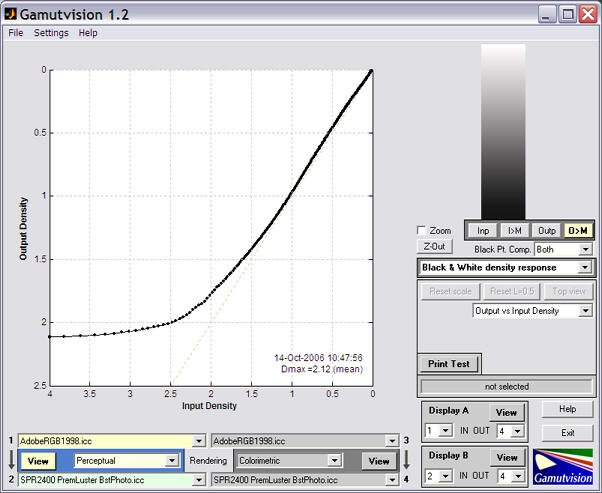 Gamutvision 1.2
File Settings Help
0
0.5
1
1.5
2
2.5
Output Density
4 3.5 3 2.5 2 1.5 1 0.5 0
Input Density
14-Oct-2006 10:47:56
Dmax =2.12 (mean)
Zoom
Inp I>M Outp O>M
Z-Out
Black Pt. Comp. Both
Black & White density response
Reset scale Reset L=0.5 Top view
Output vs Input Density
Print Test
not selected
Display A View
1 IN OUT 4
Help
Exit
Display B View
2 IN OUT 4
Gamutvision
1 AdobeRGB1998.icc AdobeRGB1998.icc 3
View Perceptual Rendering Colorimetric View
2 SPR2400 PremLuster BstPhoto.icc SPR2400 PremLuster BstPhoto.icc 4